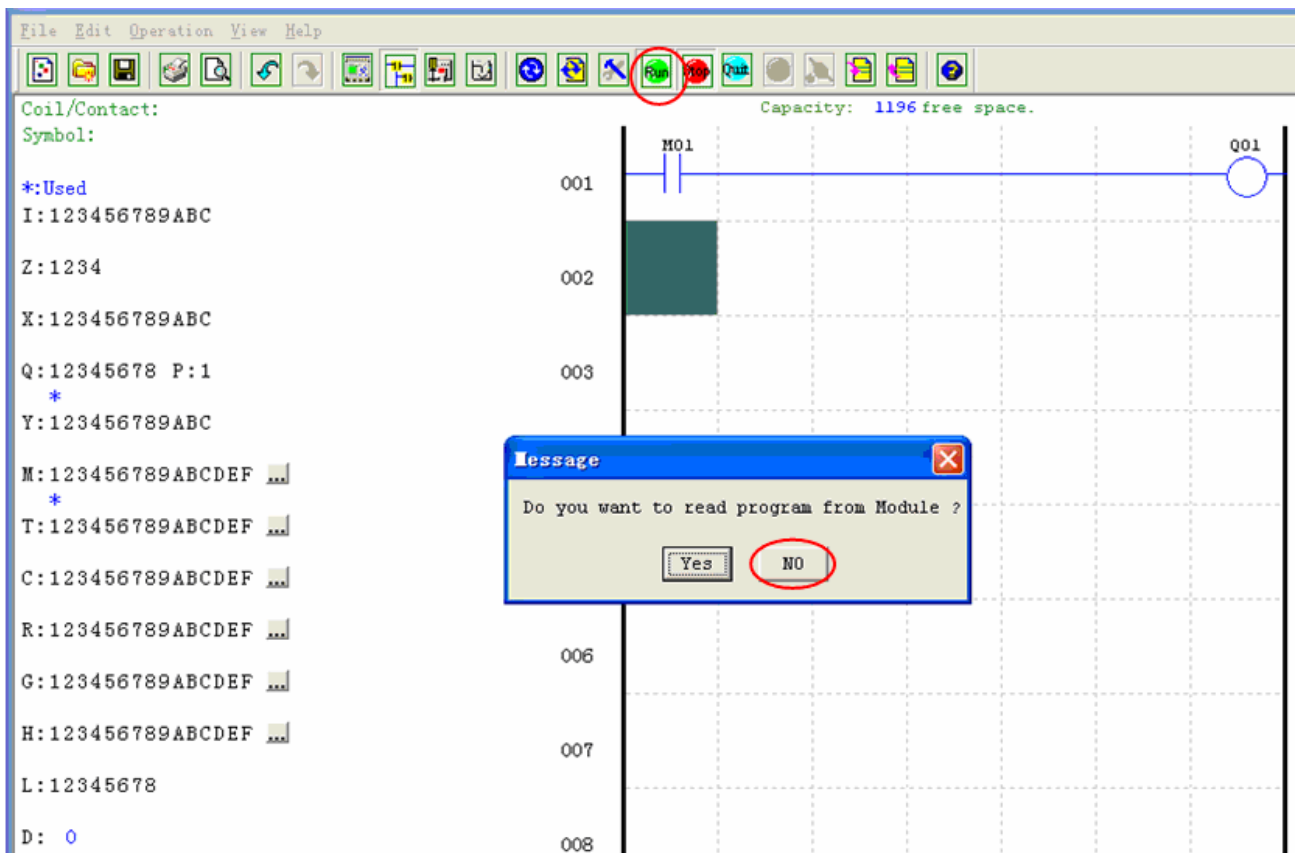 File Edit Operation View Help
Run Stop Quit
Coil/Contact:
Capacity: 1196 free space.
Symbol:
M01 Q01
*:Used
001
I:123456789ABC
Z:1234
002
X:123456789ABC
Q:12345678 P:1
003
*
Y:123456789ABC
Message
M:123456789ABCDEF ...
*
Do you want to read program from Module ?
T:123456789ABCDEF ...
Yes NO
C:123456789ABCDEF ...
R:123456789ABCDEF ...
006
G:123456789ABCDEF ...
H:123456789ABCDEF ...
007
L:12345678
D: 0
008